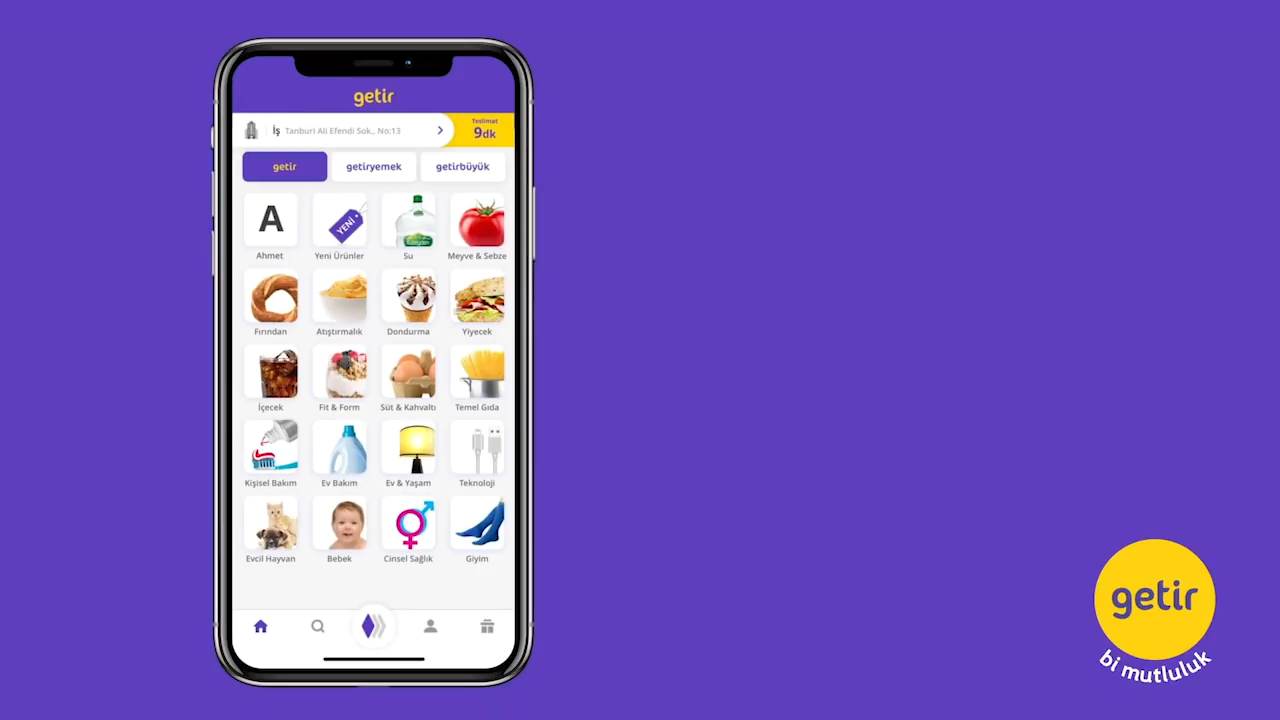 getir
İş Tanburi Ali Efendi Sok., No:13
Teslimat
9dk
getir getiryemek getirbüyük
A YENİ
Ahmet Yeni Ürünler Su Meyve & Sebze
Fırından Atıştırmalık Dondurma Yiyecek
İçecek Fit & Form Süt & Kahvaltı Temel Gıda
Kişisel Bakım Ev Bakım Ev & Yaşam Teknoloji
Evcil Hayvan Bebek Cinsel Sağlık Giyim
getir
bi mutluluk